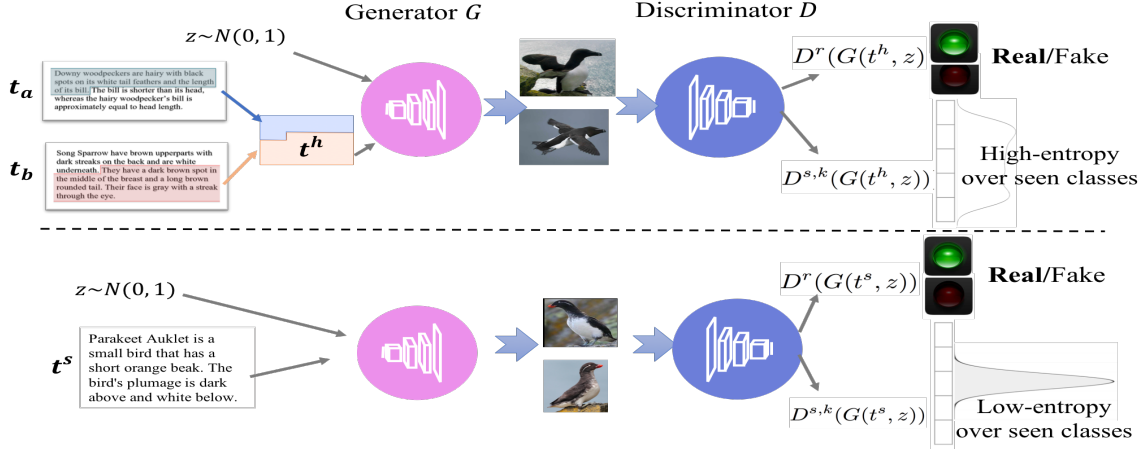 Generator G
Discriminator D
z~N(0, 1)
t_a
Downy woodpeckers are hairy with black
spots on its white tail feathers and the length
of its bill. The bill is shorter than its head,
whereas the hairy woodpecker's bill is
approximately equal to head length.
t_b
Song Sparrow have brown upperparts with
dark streaks on the back and are white
underneath. They have a dark brown spot in
the middle of the breast and a long brown
rounded tail. Their face is gray with a streak
through the eye.
t^h
D^r(G(t^h, z)
Real/Fake
D^{s,k}(G(t^h, z))
High-entropy
over seen classes
z~N(0, 1)
t^s
Parakeet Auklet is a
small bird that has a
short orange beak. The
bird's plumage is dark
above and white below.
D^r(G(t^s, z))
Real/Fake
D^{s,k}(G(t^s, z))
Low-entropy
over seen classes